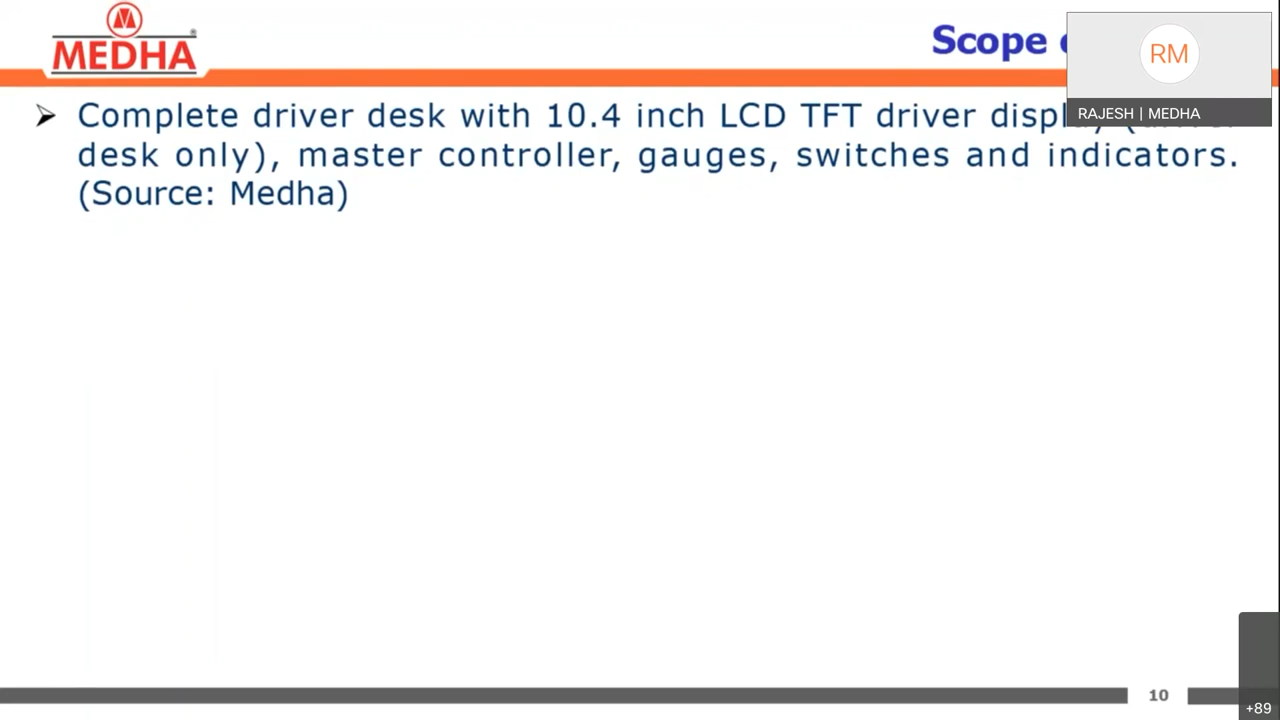 MEDHA
Scope
RM
RAJESH | MEDHA
➢ Complete driver desk with 10.4 inch LCD TFT driver
desk only), master controller, gauges, switches and indicators.
(Source: Medha)
10
+89